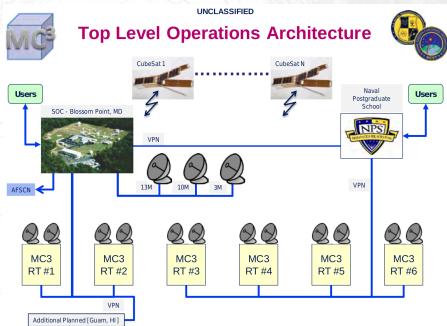 UNCLASSIFIED
MC3
Top Level Operations Architecture
CubeSat 1
CubeSat N
Users
SOC - Blossom Point, MD
Naval
Postgraduate
School
Users
VPN
NPS
13M
10M
3M
VPN
AFSCN
MC3
RT #1
MC3
RT #2
MC3
RT #3
MC3
RT #4
MC3
RT #5
MC3
RT #6
VPN
Additional Planned [Guam, HI]